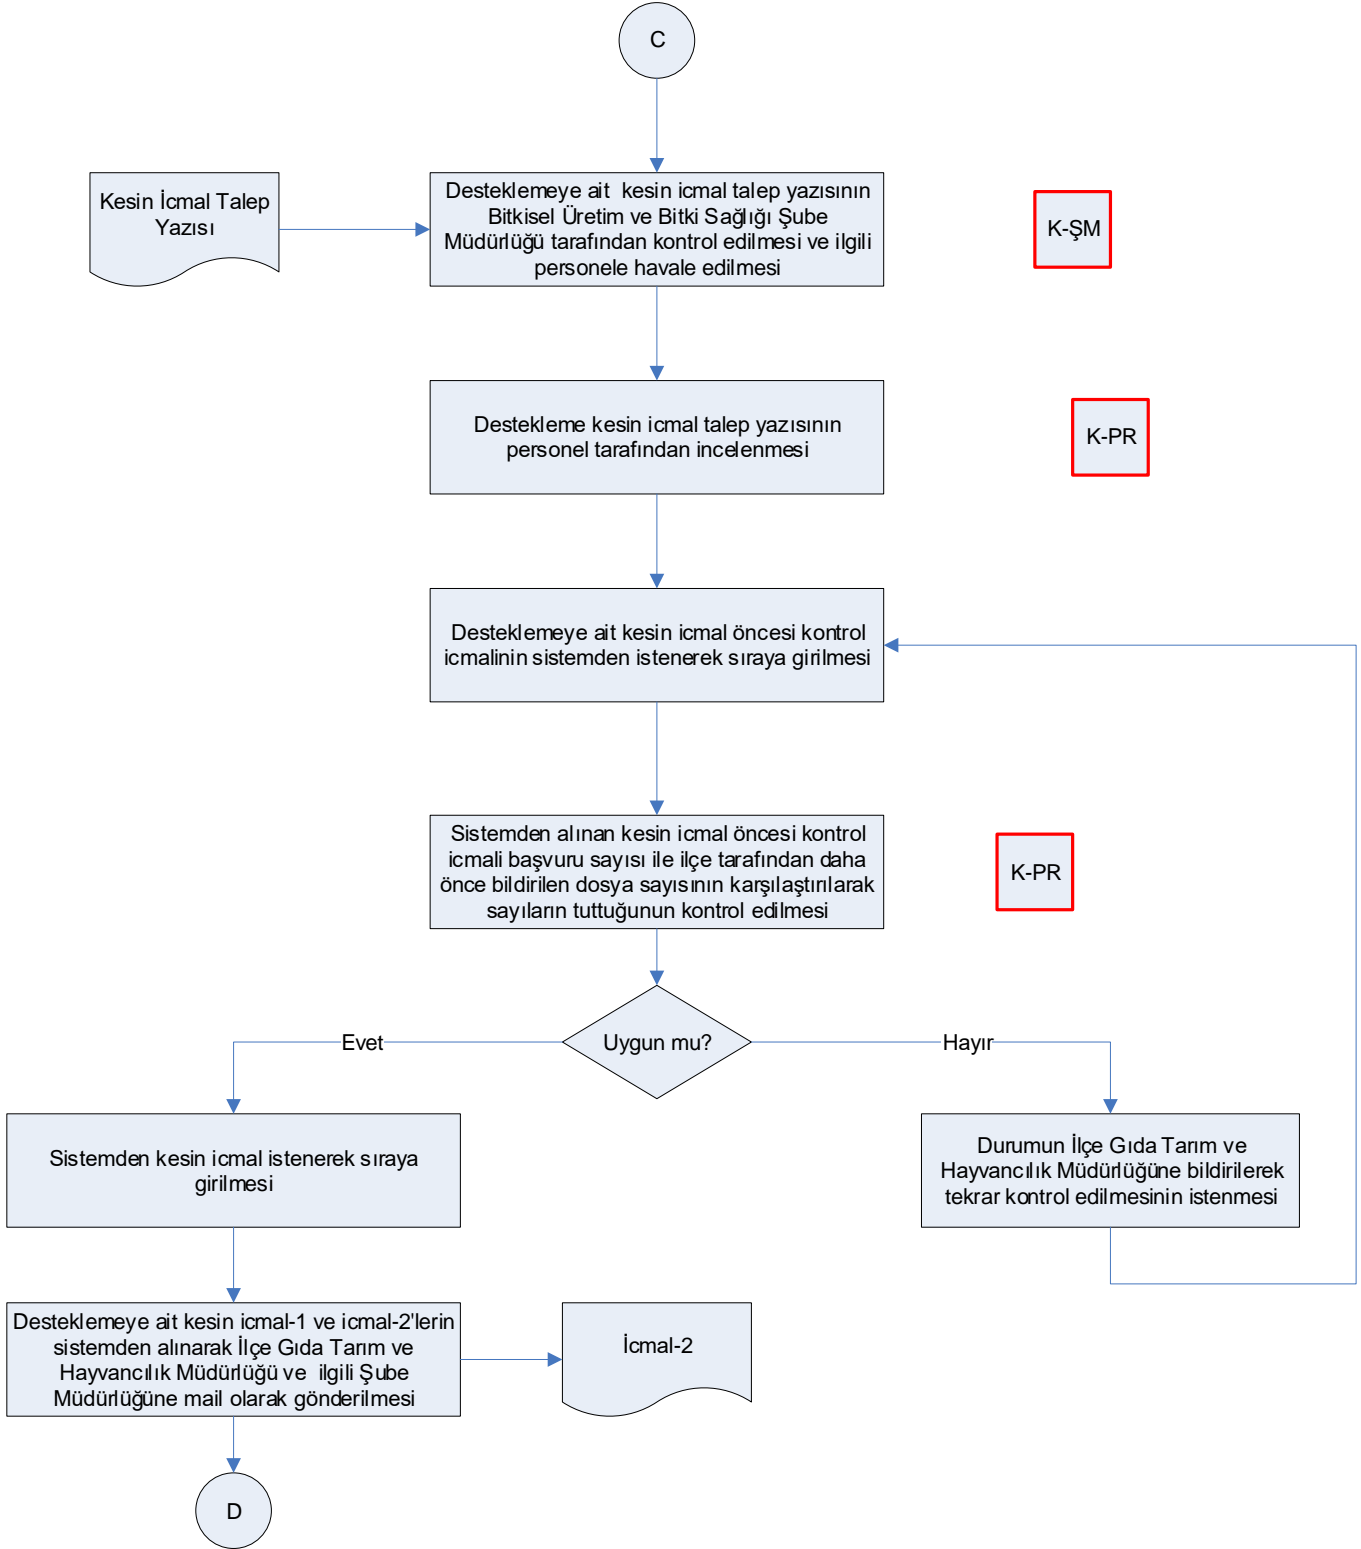 C
Kesin İcmal Talep
Yazısı
Desteklemeye ait  kesin icmal talep yazısının
Bitkisel Üretim ve Bitki Sağlığı Şube
Müdürlüğü tarafından kontrol edilmesi ve ilgili
personele havale edilmesi
K-ŞM
Destekleme kesin icmal talep yazısının
personel tarafından incelenmesi
K-PR
Desteklemeye ait kesin icmal öncesi kontrol
icmalinin sistemden istenerek sıraya girilmesi
Sistemden alınan kesin icmal öncesi kontrol
icmali başvuru sayısı ile ilçe tarafından daha
önce bildirilen dosya sayısının karşılaştırılarak
sayıların tuttuğunun kontrol edilmesi
K-PR
Evet
Uygun mu?
Hayır
Sistemden kesin icmal istenerek sıraya
girilmesi
Durumun İlçe Gıda Tarım ve
Hayvancılık Müdürlüğüne bildirilerek
tekrar kontrol edilmesinin istenmesi
Desteklemeye ait kesin icmal-1 ve icmal-2'lerin
sistemden alınarak İlçe Gıda Tarım ve
Hayvancılık Müdürlüğü ve  ilgili Şube
Müdürlüğüne mail olarak gönderilmesi
İcmal-2
D